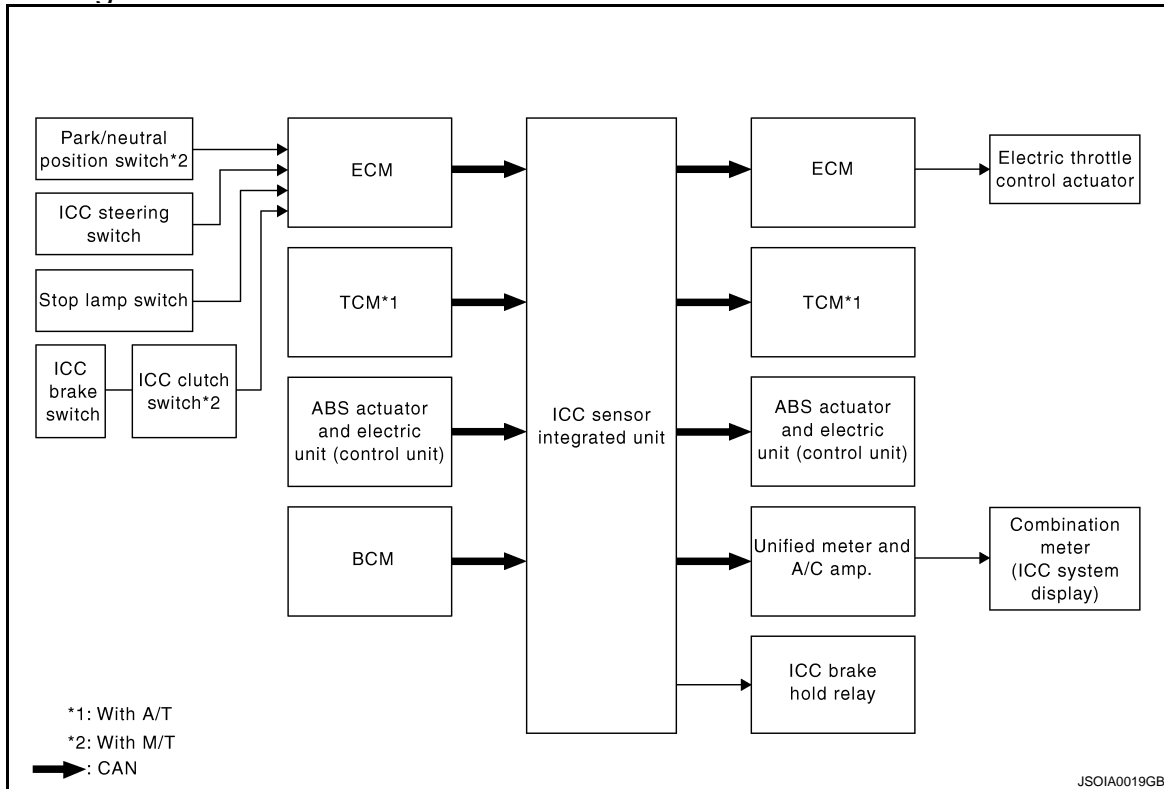 Park/neutral
position switch*2
ICC steering
switch
Stop lamp switch
ICC
brake
switch
ICC clutch
switch*2
ECM
TCM*1
ABS actuator
and electric
unit (control unit)
BCM
ICC sensor
integrated unit
ECM
TCM*1
ABS actuator
and electric
unit (control unit)
Unified meter and
A/C amp.
ICC brake
hold relay
Electric throttle
control actuator
Combination
meter
(ICC system
display)
*1: With A/T
*2: With M/T
: CAN
JSOIA0019GB